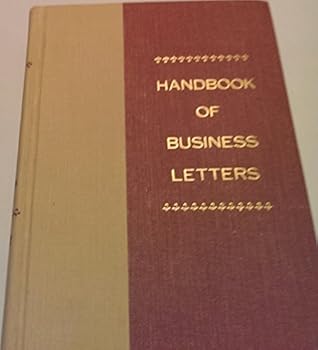 HANDBOOK
OF
BUSINESS
LETTERS